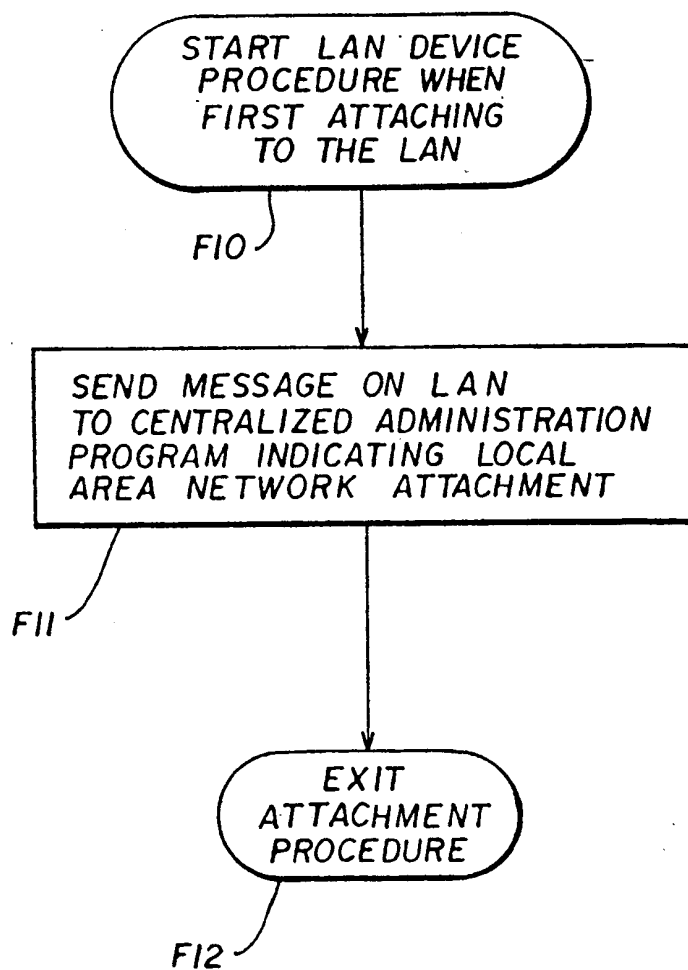 START LAN DEVICE
PROCEDURE WHEN
FIRST ATTACHING
TO THE LAN
F10
SEND MESSAGE ON LAN
TO CENTRALIZED ADMINISTRATION
PROGRAM INDICATING LOCAL
AREA NETWORK ATTACHMENT
F11
EXIT
ATTACHMENT
PROCEDURE
F12